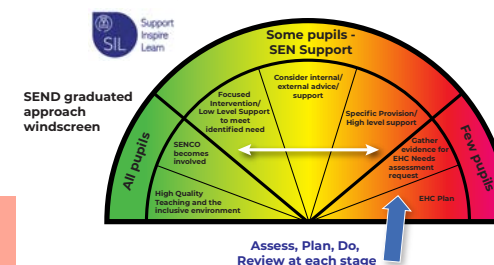 SIL
Support
Inspire
Learn
SEND graduated
approach
windscreen
All pupils
Some pupils -
SEN Support
Few pupils
High Quality
Teaching and the
inclusive environment
SENCO
becomes
involved
Focused
Intervention/
Low Level Support
to meet
identified need
Consider internal/
external advice/
support
Specific Provision/
High level support
Gather
evidence for
EHC Needs
assessment
request
EHC Plan
Assess, Plan, Do,
Review at each stage